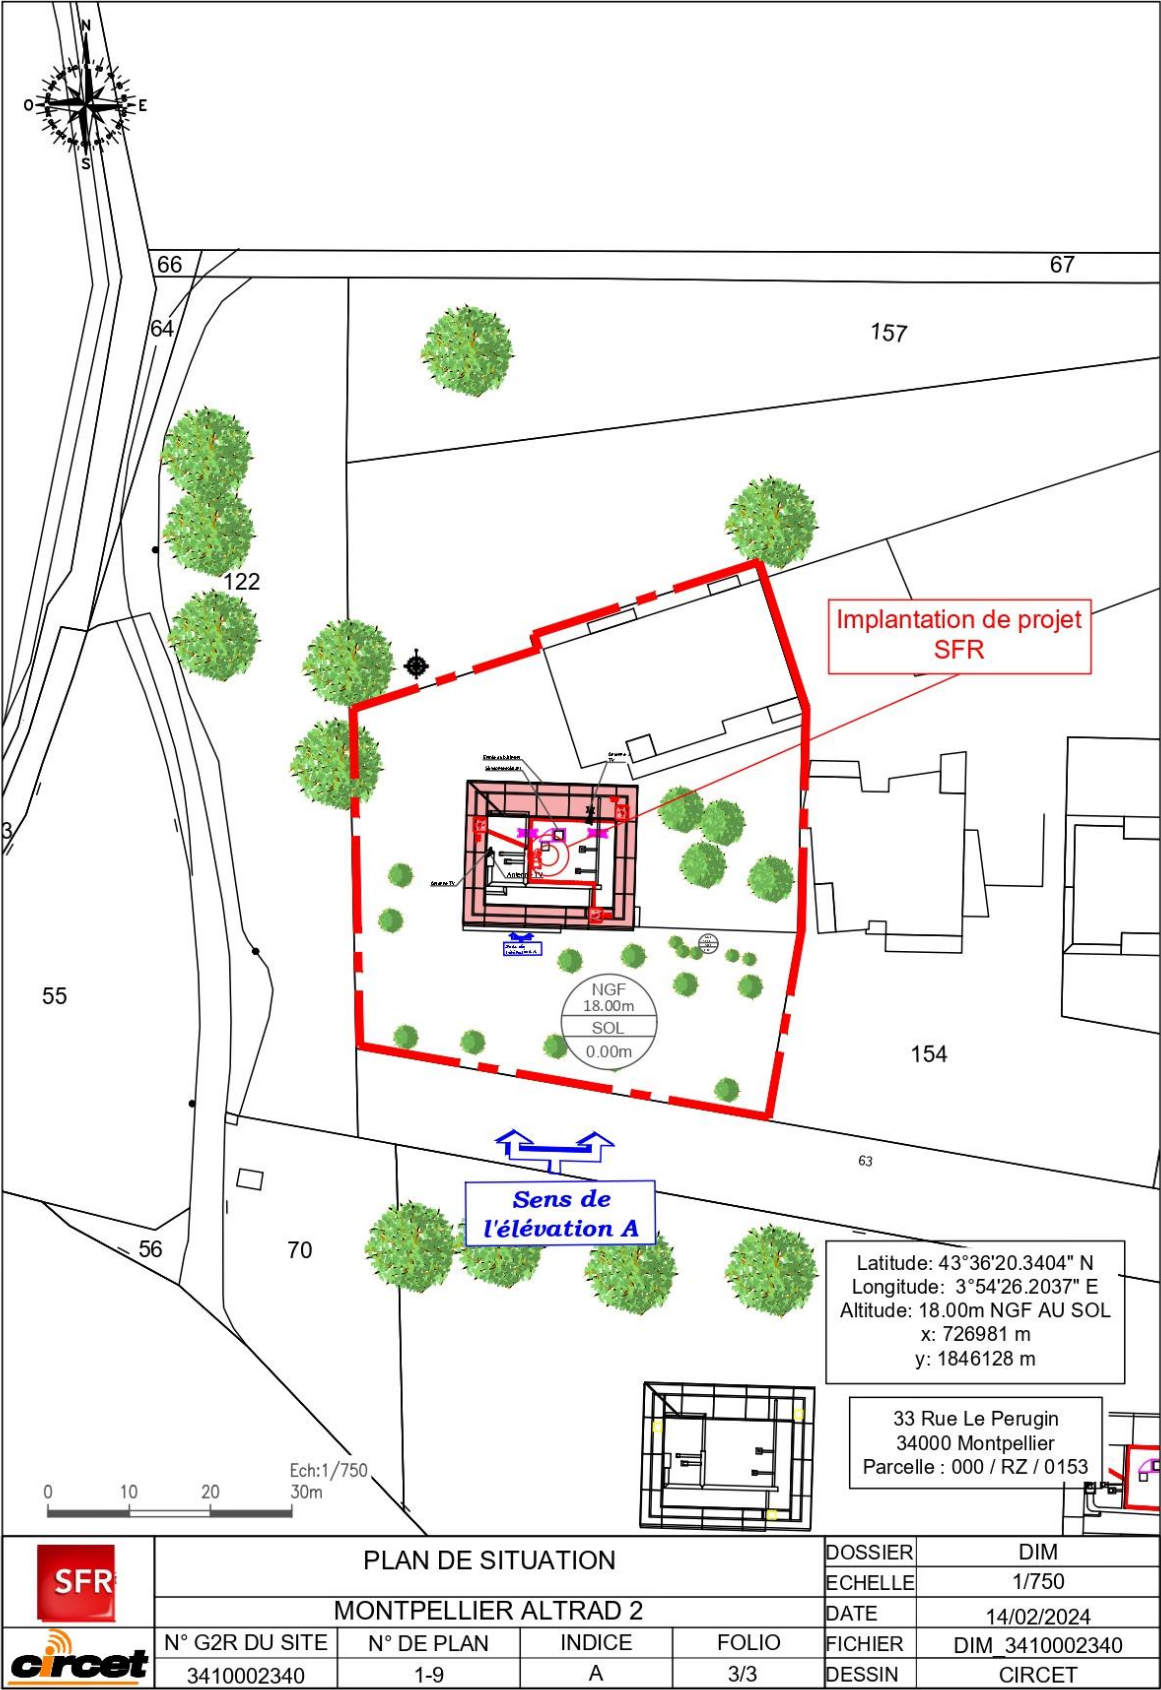 N
O
E
S
66
67
64
157
122
Implantation de projet
SFR
3
Antenne TV
55
NGF
18.00m
SOL
0.00m
154
63
Sens de
l'élévation A
56
70
Latitude: 43°36'20.3404" N
Longitude: 3°54'26.2037" E
Altitude: 18.00m NGF AU SOL
x: 726981 m
y: 1846128 m
33 Rue Le Perugin
34000 Montpellier
Parcelle : 000 / RZ / 0153
Ech:1/750
0 10 20 30m
SFR
circet
PLAN DE SITUATION
MONTPELLIER ALTRAD 2
N° G2R DU SITE
N° DE PLAN
INDICE
FOLIO
3410002340
1-9
A
3/3
DOSSIER DIM
ECHELLE 1/750
DATE 14/02/2024
FICHIER DIM_3410002340
DESSIN CIRCET